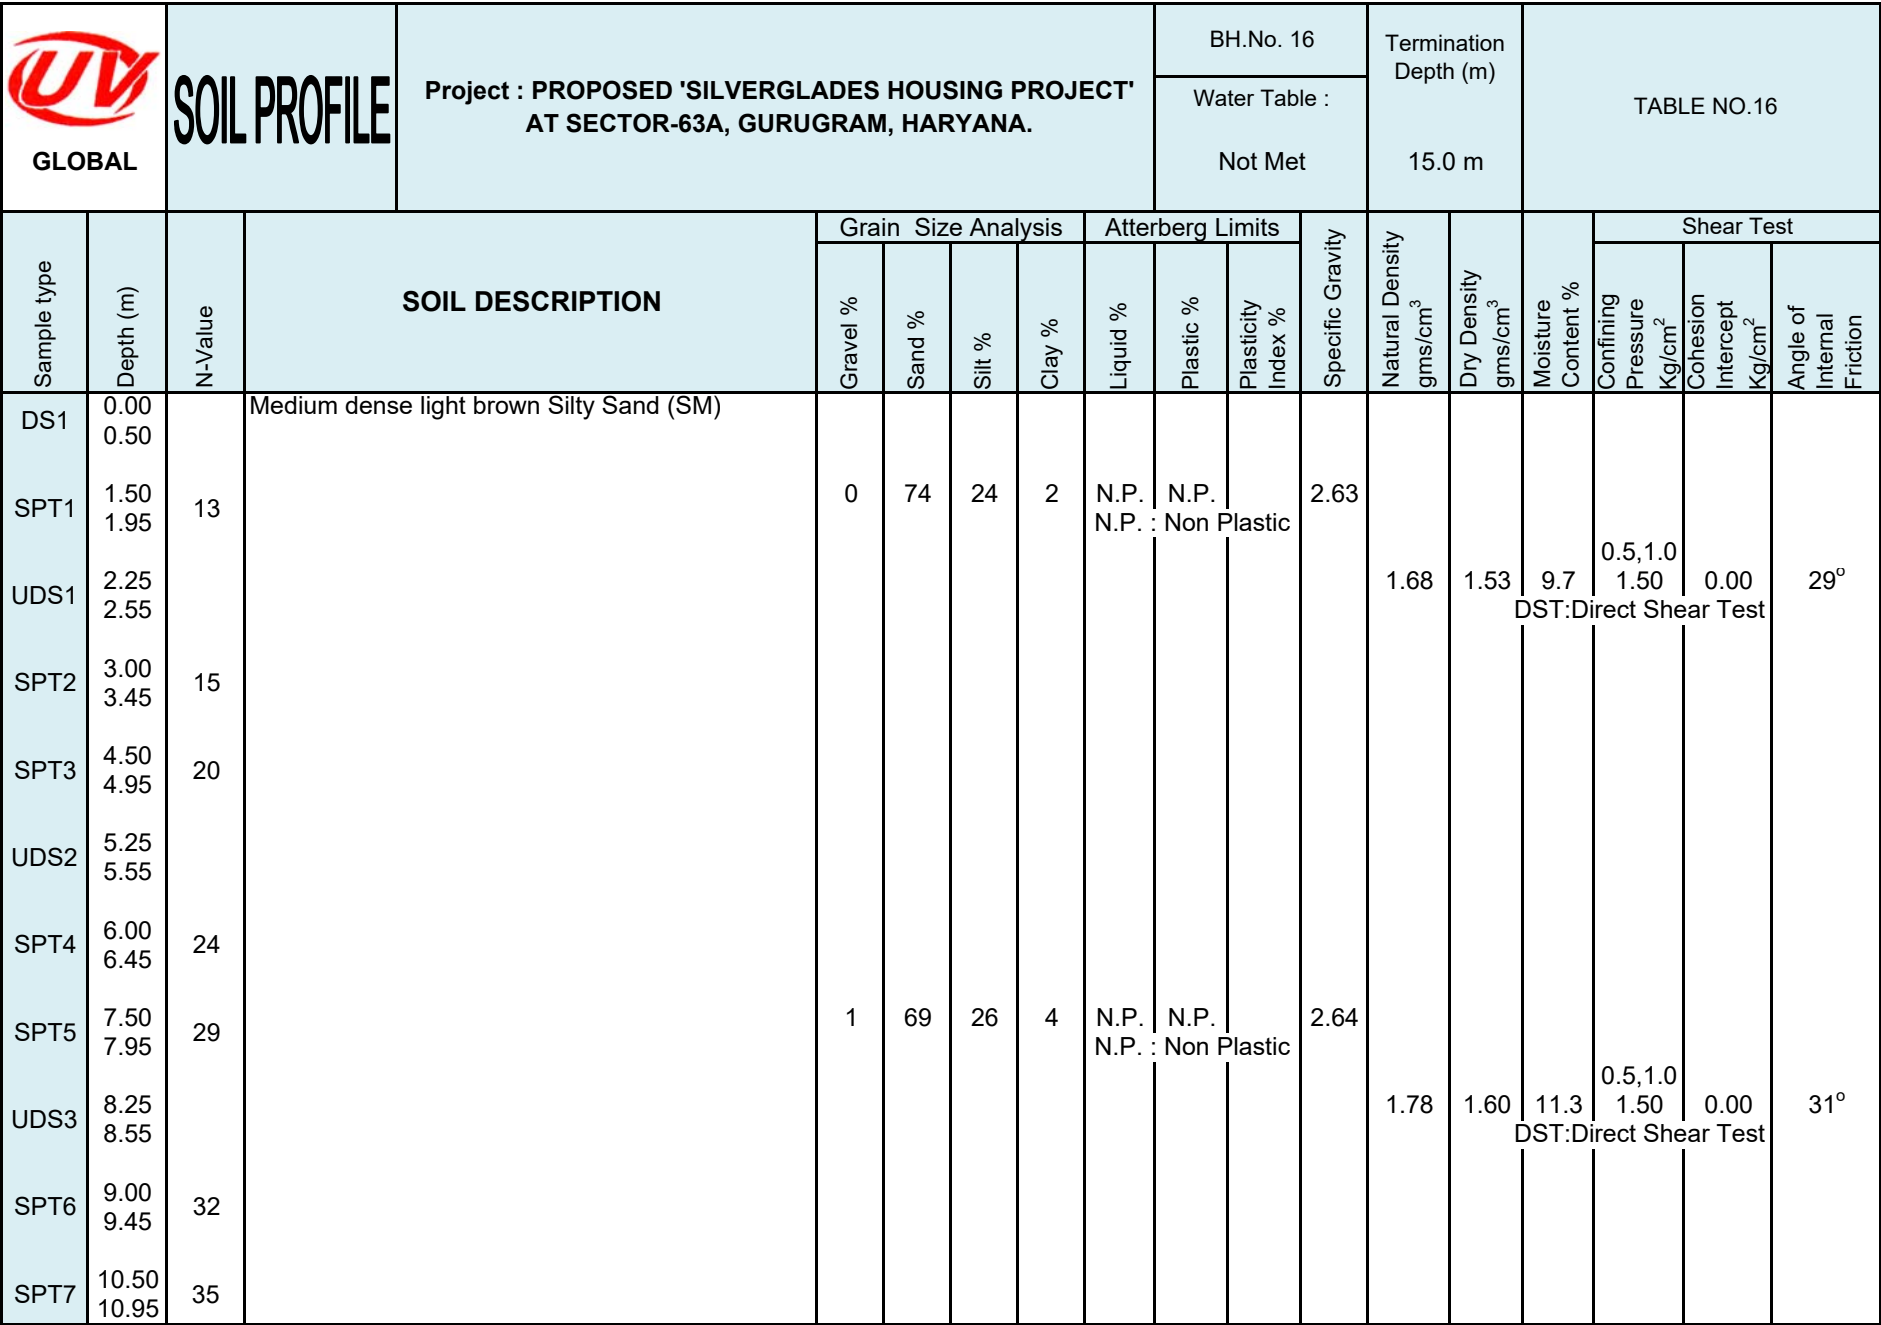 UV
GLOBAL
SOIL PROFILE
Project : PROPOSED 'SILVERGLADES HOUSING PROJECT'
AT SECTOR-63A, GURUGRAM, HARYANA.
BH.No. 16
Water Table :
Not Met
Termination
Depth (m)
15.0 m
TABLE NO.16
Sample type
Depth (m)
N-Value
SOIL DESCRIPTION
Grain Size Analysis
Gravel %
Sand %
Silt %
Clay %
Atterberg Limits
Liquid %
Plastic %
Plasticity
Index %
Specific Gravity
Natural Density
gms/cm³
Dry Density
gms/cm³
Moisture
Content %
Shear Test
Confining
Pressure
Kg/cm²
Cohesion
Intercept
Kg/cm²
Angle of
Internal
Friction
DS1 0.00 Medium dense light brown Silty Sand (SM)
0.50
SPT1 1.50 13 0 74 24 2 N.P. N.P. 2.63
1.95 N.P. : Non Plastic
0.5,1.0
UDS1 2.25 1.68 1.53 9.7 1.50 0.00 29°
2.55 DST:Direct Shear Test
SPT2 3.00 15
3.45
SPT3 4.50 20
4.95
UDS2 5.25
5.55
SPT4 6.00 24
6.45
SPT5 7.50 29 1 69 26 4 N.P. N.P. 2.64
7.95 N.P. : Non Plastic
0.5,1.0
UDS3 8.25 1.78 1.60 11.3 1.50 0.00 31°
8.55 DST:Direct Shear Test
SPT6 9.00 32
9.45
SPT7 10.50 35
10.95